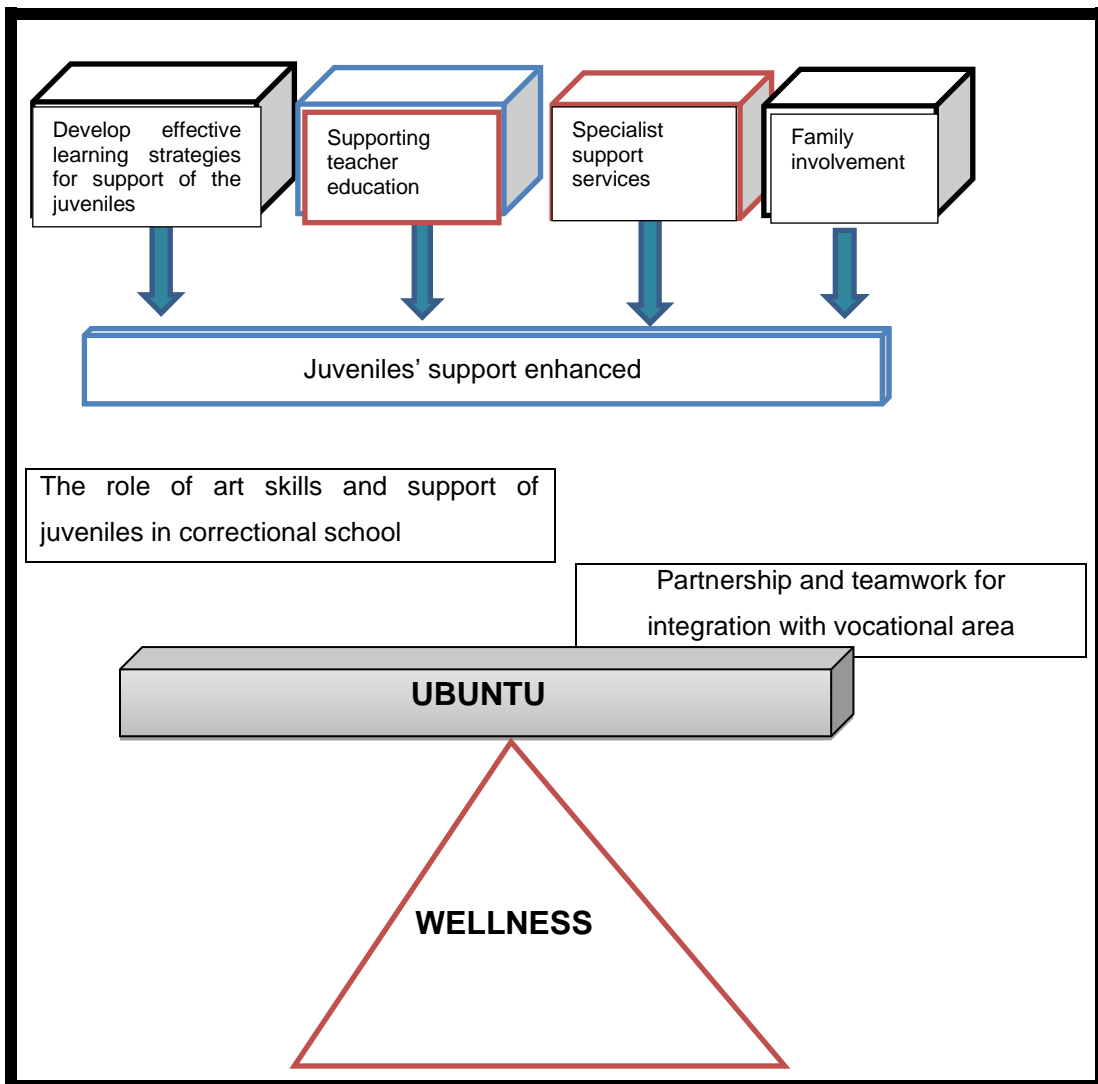 Develop effective
learning strategies
for support of the
juveniles
Supporting
teacher
education
Specialist
support
services
Family
involvement
Juveniles’ support enhanced
The role of art skills and support of
juveniles in correctional school
Partnership and teamwork for
integration with vocational area
UBUNTU
WELLNESS